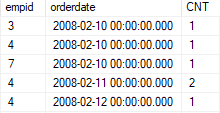 empid orderdate CNT
3 2008-02-10 00:00:00.000 1
4 2008-02-10 00:00:00.000 1
7 2008-02-10 00:00:00.000 1
4 2008-02-11 00:00:00.000 2
4 2008-02-12 00:00:00.000 1